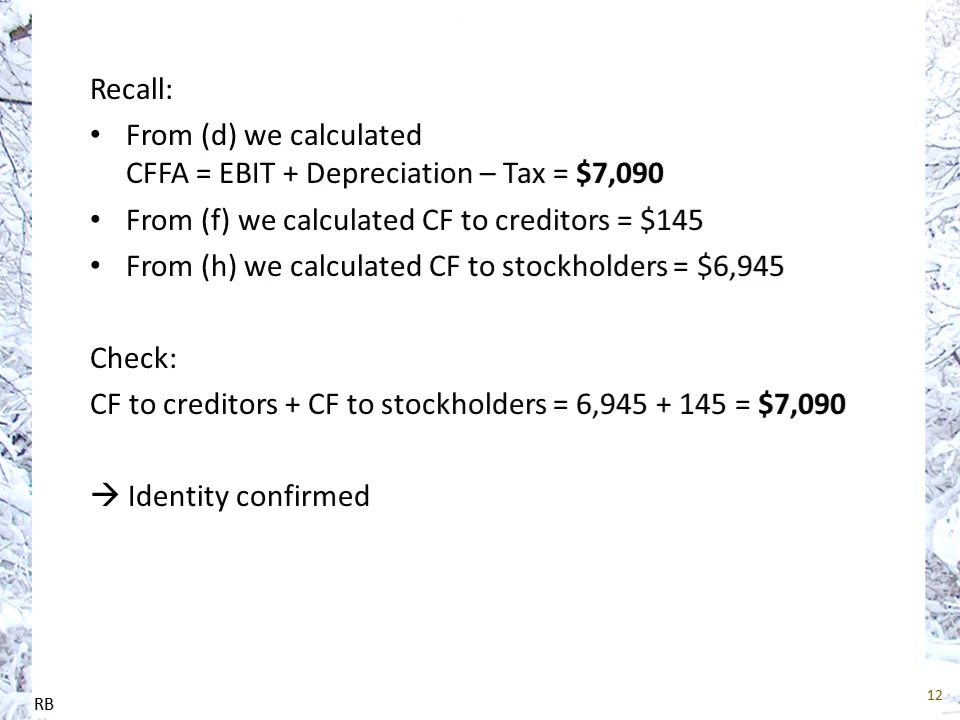 Recall:
• From (d) we calculated
CFFA = EBIT + Depreciation – Tax = $7,090
• From (f) we calculated CF to creditors = $145
• From (h) we calculated CF to stockholders = $6,945
Check:
CF to creditors + CF to stockholders = 6,945 + 145 = $7,090
→ Identity confirmed
12
RB